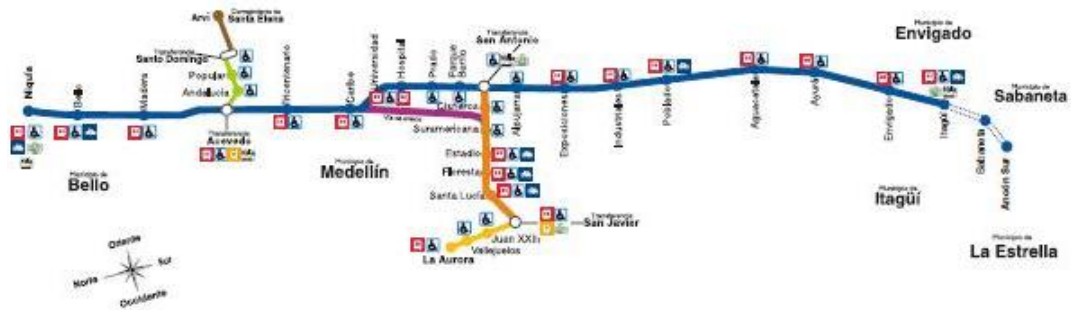 Arví
Corregimiento de
Santa Elena
Transferencia
Santo Domingo
Popular
Andalucía
Niquía
Bello
Madera
Transferencia
Acevedo
Tricentenario
Caribe
Universidad
Hospital
Prado
Parque
Berrío
Transferencia
San Antonio
Cisneros
Suramericana
Estadio
Floresta
Santa Lucía
Transferencia
San Javier
Juan XXIII
Vallejuelos
La Aurora
Alpujarra
Exposiciones
Industriales
Poblado
Aguacatala
Ayurá
Envigado
Itagüí
Sabaneta
Municipio de
Envigado
Municipio de
Sabaneta
Municipio de
Bello
Municipio de
Medellín
Municipio de
Itagüí
Municipio de
La Estrella
Oriente
Norte
Sur
Occidente